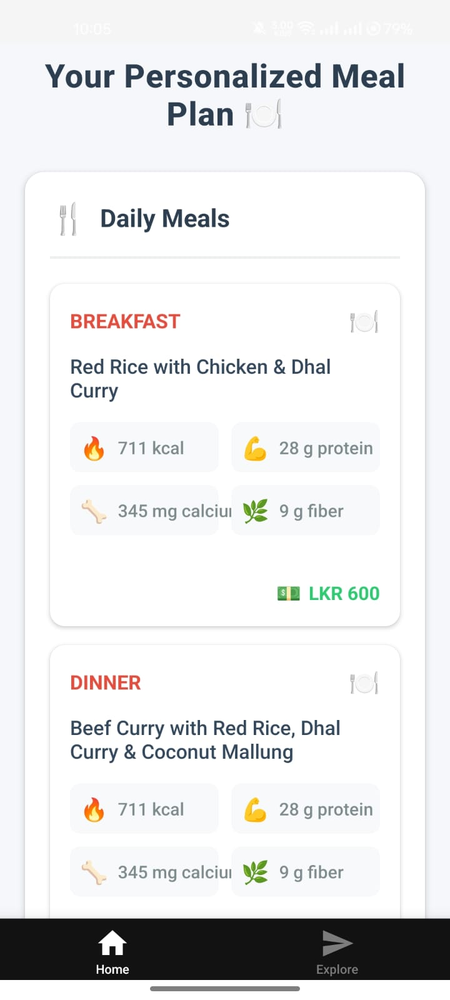 10:05
3.00
KB/S
79%
Your Personalized Meal
Plan
Daily Meals
BREAKFAST
Red Rice with Chicken & Dhal
Curry
711 kcal
28 g protein
345 mg calciu
9 g fiber
LKR 600
DINNER
Beef Curry with Red Rice, Dhal
Curry & Coconut Mallung
711 kcal
28 g protein
345 mg calciu
9 g fiber
Home
Explore